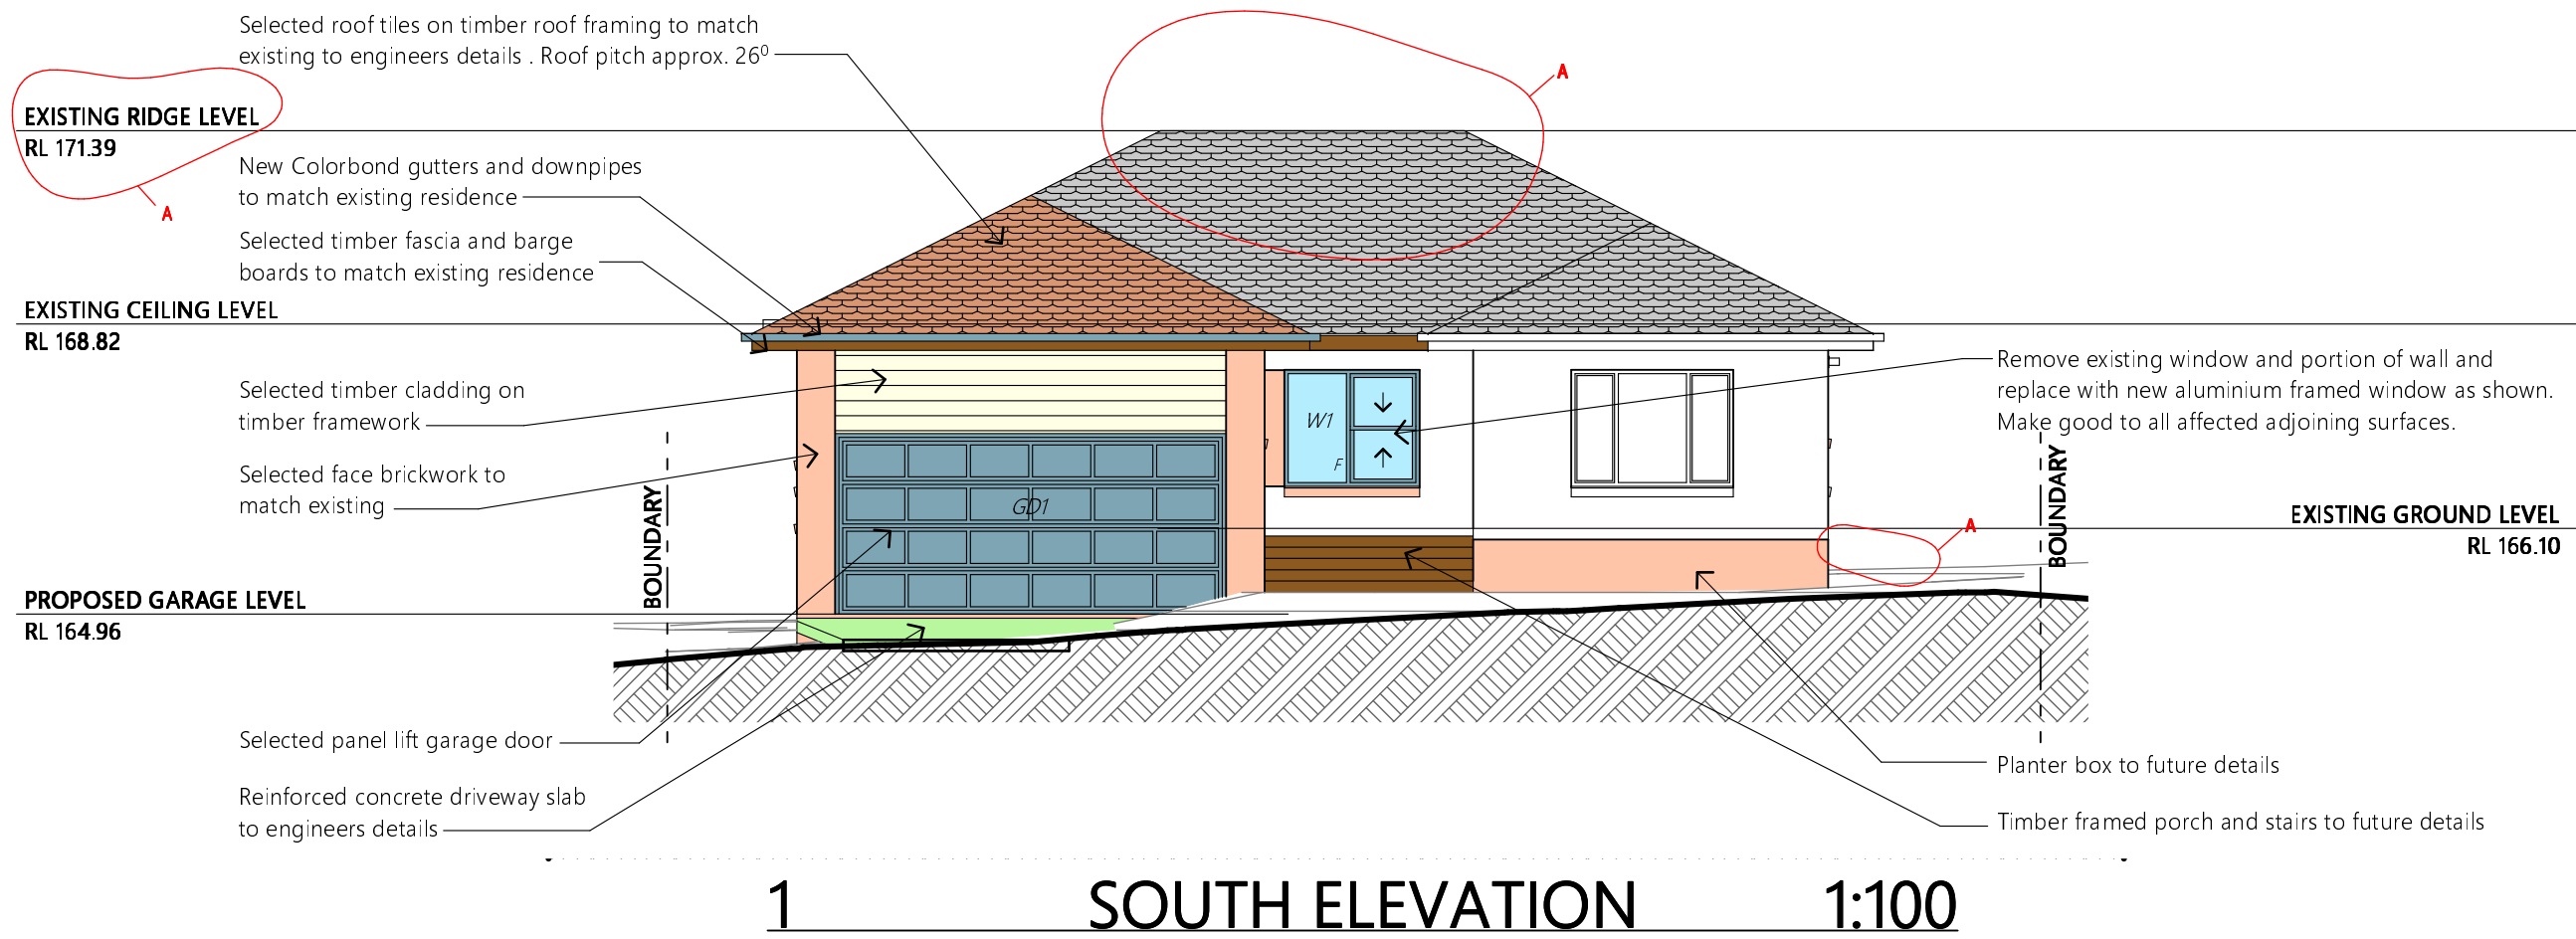 Selected roof tiles on timber roof framing to match
existing to engineers details . Roof pitch approx. 26⁰
A
EXISTING RIDGE LEVEL
RL 171.39
A
New Colorbond gutters and downpipes
to match existing residence
Selected timber fascia and barge
boards to match existing residence
EXISTING CEILING LEVEL
RL 168.82
Remove existing window and portion of wall and
replace with new aluminium framed window as shown.
Make good to all affected adjoining surfaces.
Selected timber cladding on
timber framework
W1
F
Selected face brickwork to
match existing
GD1
BOUNDARY
BOUNDARY
A
EXISTING GROUND LEVEL
RL 166.10
PROPOSED GARAGE LEVEL
RL 164.96
Selected panel lift garage door
Planter box to future details
Reinforced concrete driveway slab
to engineers details
Timber framed porch and stairs to future details
1 SOUTH ELEVATION 1:100